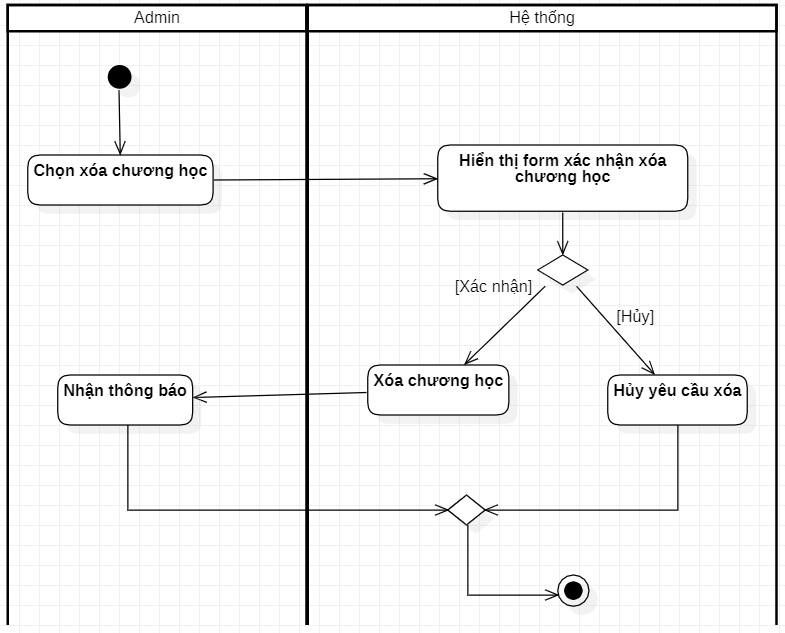 Admin
Hệ thống
Chọn xóa chương học
Hiển thị form xác nhận xóa
chương học
[Xác nhận]
[Hủy]
Nhận thông báo
Xóa chương học
Hủy yêu cầu xóa